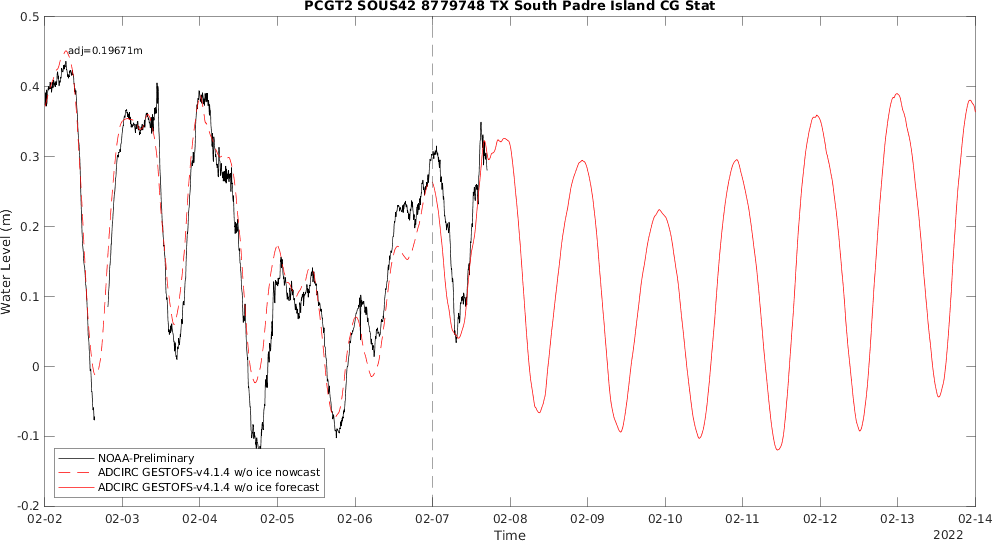 PCGT2 SOUS42 8779748 TX South Padre Island CG Stat
adj=0.19671m
0.5
0.4
0.3
0.2
0.1
0
-0.1
-0.2
Water Level (m)
NOAA-Preliminary
ADCIRC GESTOFS-v4.1.4 w/o ice nowcast
ADCIRC GESTOFS-v4.1.4 w/o ice forecast
02-02 02-03 02-04 02-05 02-06 02-07 02-08 02-09 02-10 02-11 02-12 02-13 02-14
Time
2022